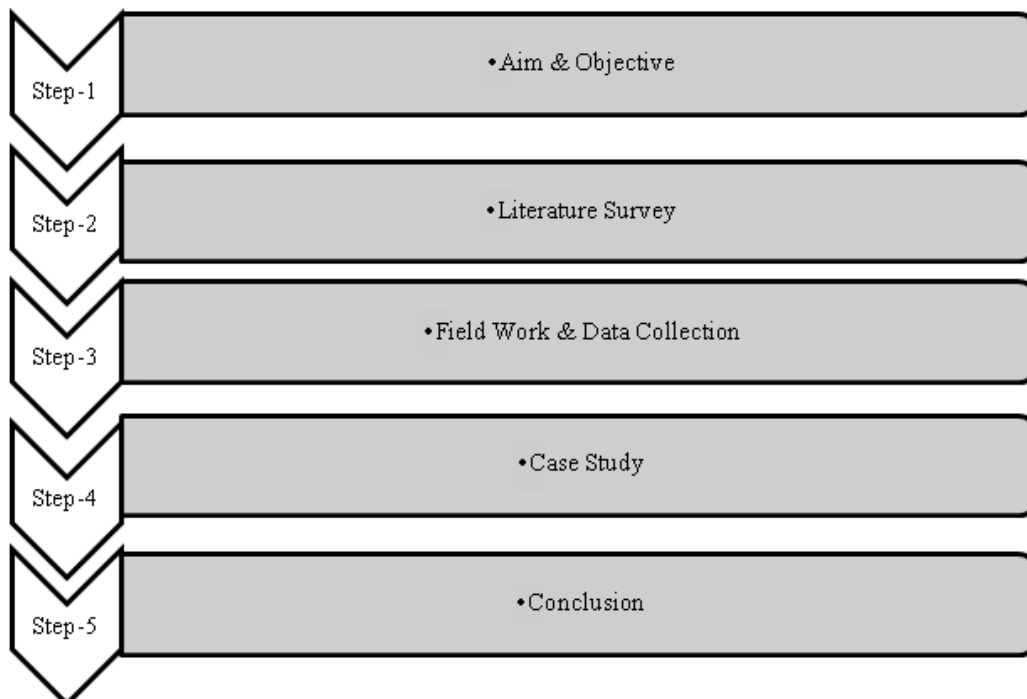 Step-1
•Aim & Objective
Step-2
•Literature Survey
Step-3
•Field Work & Data Collection
Step-4
•Case Study
Step-5
•Conclusion